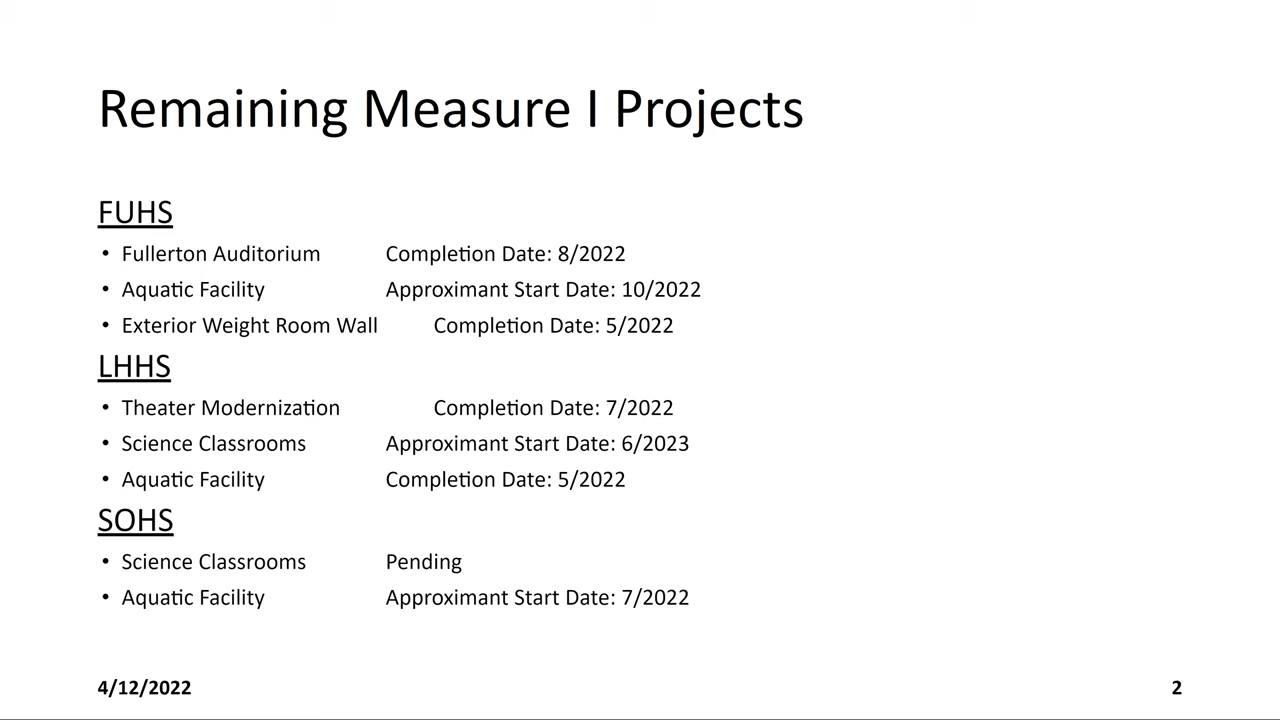 Remaining Measure I Projects
FUHS
• Fullerton Auditorium Completion Date: 8/2022
• Aquatic Facility Approximant Start Date: 10/2022
• Exterior Weight Room Wall Completion Date: 5/2022
LHHS
• Theater Modernization Completion Date: 7/2022
• Science Classrooms Approximant Start Date: 6/2023
• Aquatic Facility Completion Date: 5/2022
SOHS
• Science Classrooms Pending
• Aquatic Facility Approximant Start Date: 7/2022
4/12/2022 2